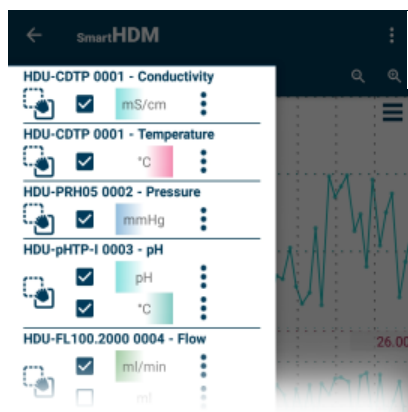 SmartHDM
HDU-CDTP 0001 - Conductivity
mS/cm
HDU-CDTP 0001 - Temperature
°C
HDU-PRH05 0002 - Pressure
mmHg
HDU-pHTP-I 0003 - pH
pH
°C
26.00
HDU-FL100.2000 0004 - Flow
ml/min
ml